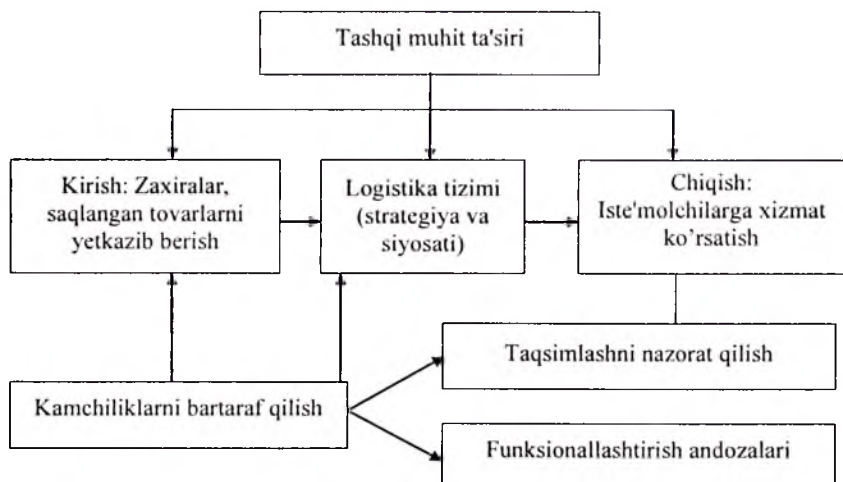 Tashqi muhit ta'siri
Kirish: Zaxiralar,
saqlangan tovarlarni
yetkazib berish
Logistika tizimi
(strategiya va
siyosati)
Chiqish:
Iste'molchilarga xizmat
ko’rsatish
Taqsimlashni nazorat qilish
Kamchiliklarni bartaraf qilish
Funksionallashtirish andozalari